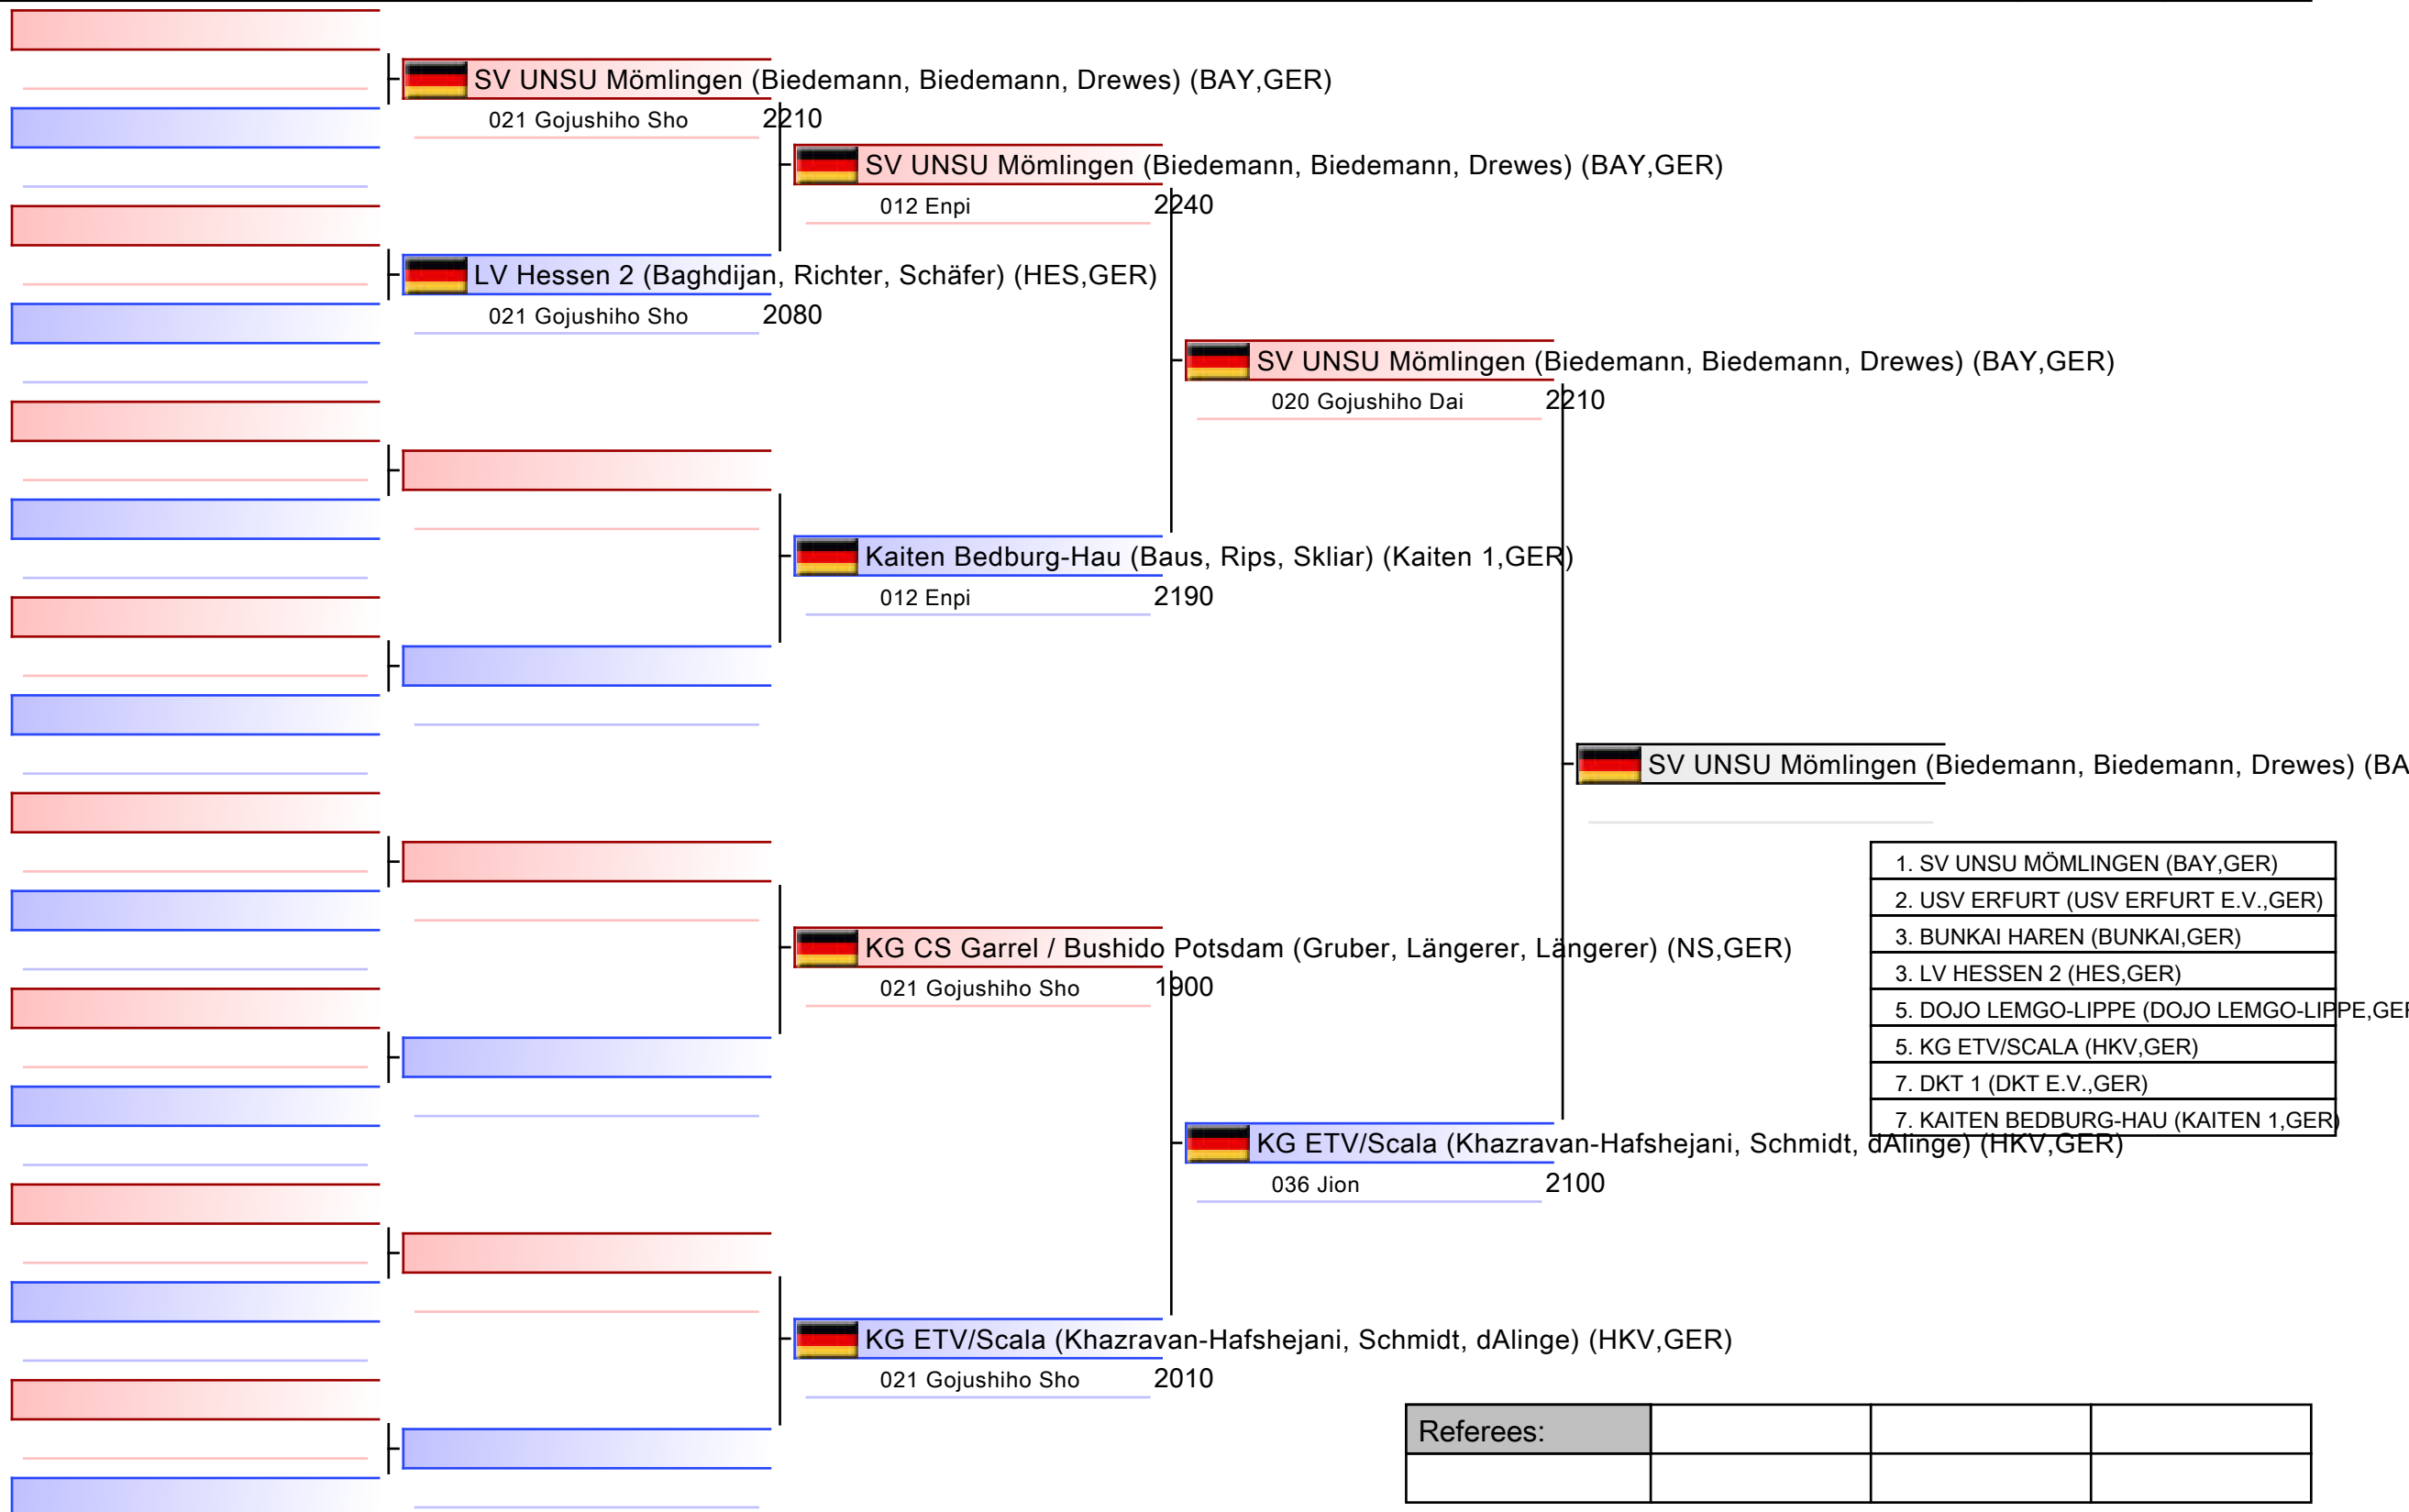 SV UNSU Mömlingen (Biedemann, Biedemann, Drewes) (BAY,GER)
021 Gojushiho Sho 2210
SV UNSU Mömlingen (Biedemann, Biedemann, Drewes) (BAY,GER)
012 Enpi 2240
LV Hessen 2 (Baghdijan, Richter, Schäfer) (HES,GER)
021 Gojushiho Sho 2080
SV UNSU Mömlingen (Biedemann, Biedemann, Drewes) (BAY,GER)
020 Gojushiho Dai 2210
Kaiten Bedburg-Hau (Baus, Rips, Skliar) (Kaiten 1,GER)
012 Enpi 2190
SV UNSU Mömlingen (Biedemann, Biedemann, Drewes) (BA
1. SV UNSU MÖMLINGEN (BAY,GER)
2. USV ERFURT (USV ERFURT E.V.,GER)
3. BUNKAI HAREN (BUNKAI,GER)
3. LV HESSEN 2 (HES,GER)
5. DOJO LEMGO-LIPPE (DOJO LEMGO-LIPPE,GER
5. KG ETV/SCALA (HKV,GER)
7. DKT 1 (DKT E.V.,GER)
7. KAITEN BEDBURG-HAU (KAITEN 1,GER)
KG CS Garrel / Bushido Potsdam (Gruber, Längerer, Längerer) (NS,GER)
021 Gojushiho Sho 1900
KG ETV/Scala (Khazravan-Hafshejani, Schmidt, dAlinge) (HKV,GER)
036 Jion 2100
KG ETV/Scala (Khazravan-Hafshejani, Schmidt, dAlinge) (HKV,GER)
021 Gojushiho Sho 2010
Referees: